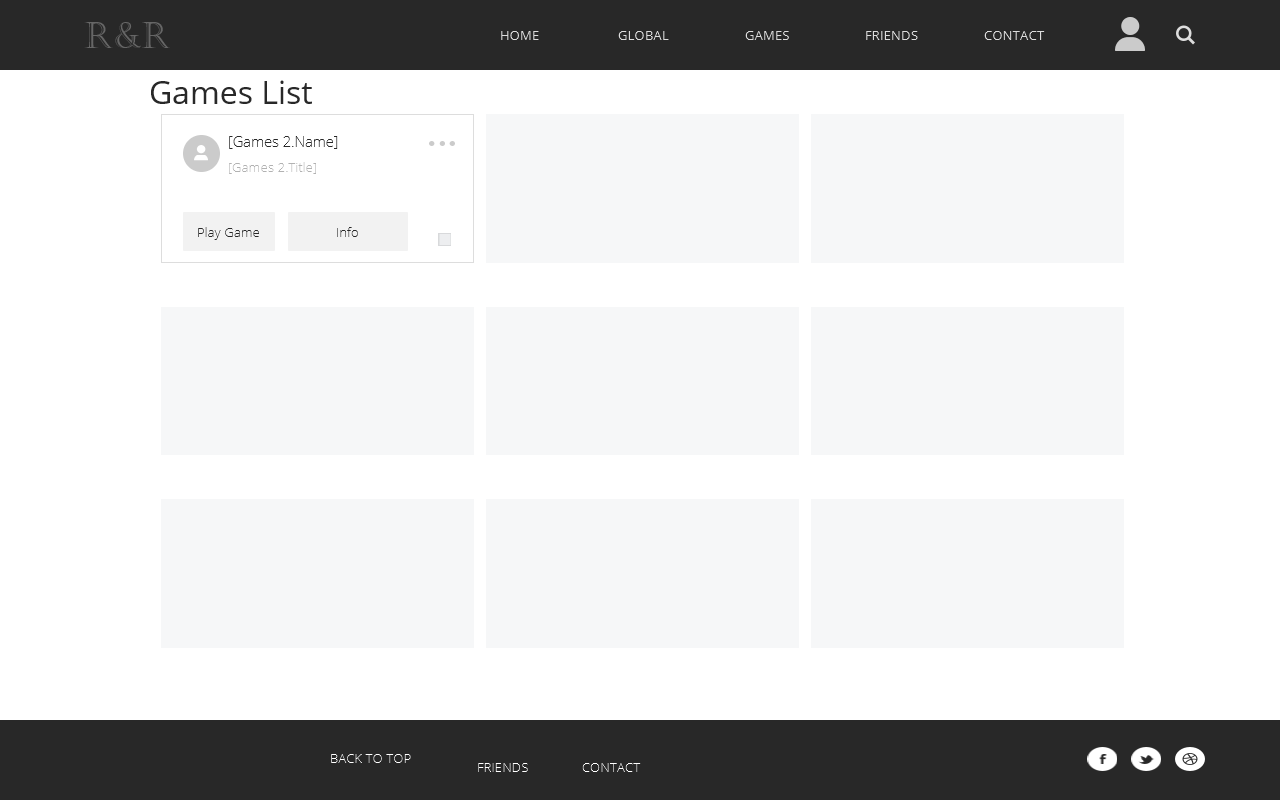 R&R
HOME GLOBAL GAMES FRIENDS CONTACT
Games List
[Games 2.Name]
[Games 2.Title]
Play Game Info
BACK TO TOP
FRIENDS CONTACT